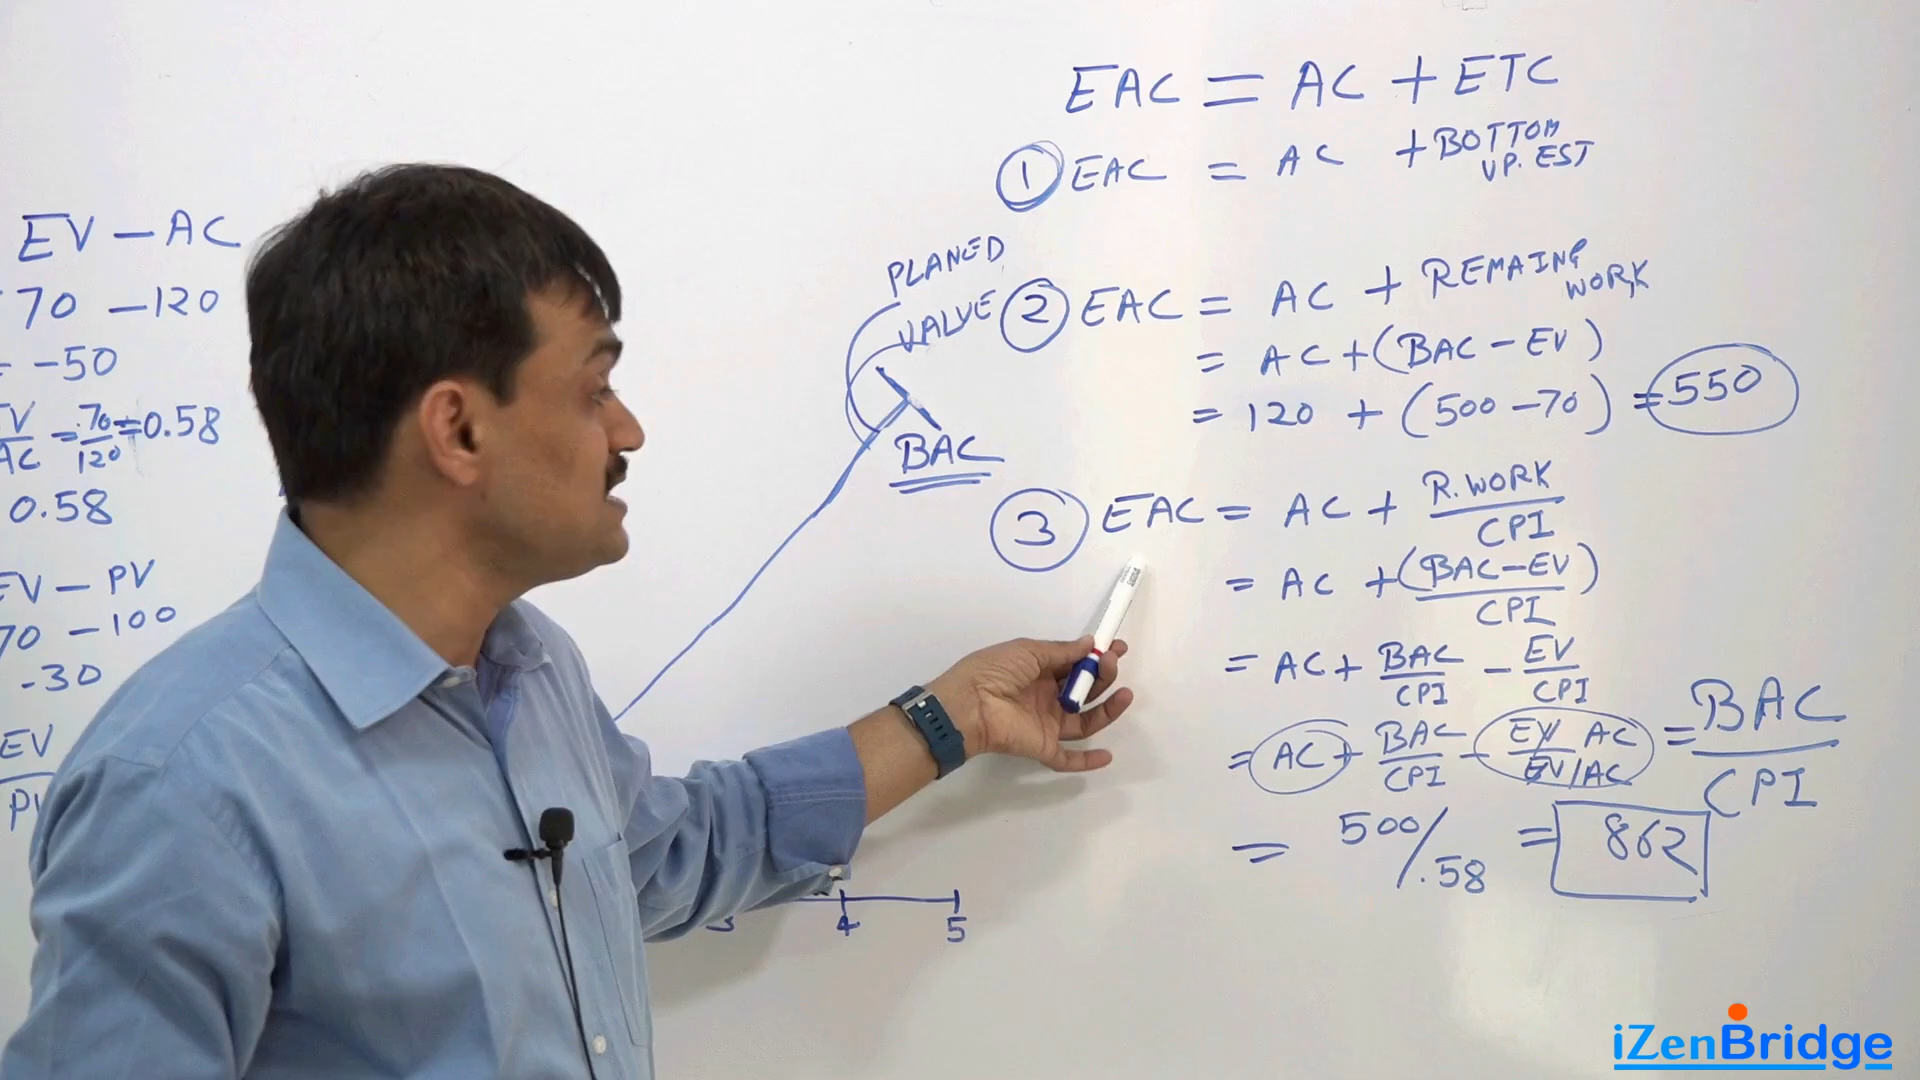 EV - AC
70 - 120
= -50
EV/AC = 70/120 = 0.58
0.58
EV - PV
70 - 100
-30
EV
PV
PLANED
VALVE
BAC
3 4 5
EAC = AC + ETC
1 EAC = AC + BOTTOM UP. EST
2 EAC = AC + REMAING WORK
= AC + (BAC - EV)
= 120 + (500 - 70) = 550
3 EAC = AC + R. WORK/CPI
= AC + (BAC - EV)/CPI
= AC + BAC/CPI - EV/CPI
= AC + BAC/CPI - EV AC/EV/AC = BAC/CPI
= 500/.58 = 862
iZenBridge